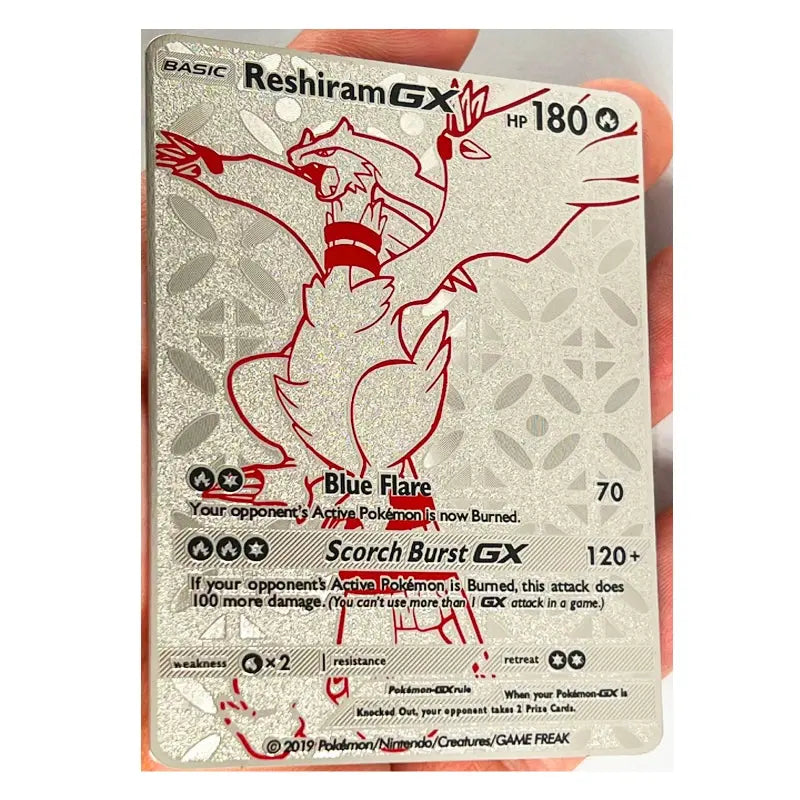 BASIC ReshiramGX HP 180
Blue Flare 70
Your opponent's Active Pokémon is now Burned.
Scorch Burst GX 120+
If your opponent's Active Pokémon is Burned, this attack does
100 more damage. (You can't use more than 1 GX attack in a game.)
weakness ×2 resistance retreat
Pokémon-GX rule When your Pokémon-GX is
Knocked Out, your opponent takes 2 Prize Cards.
© 2019 Pokémon/Nintendo/Creatures/GAME FREAK